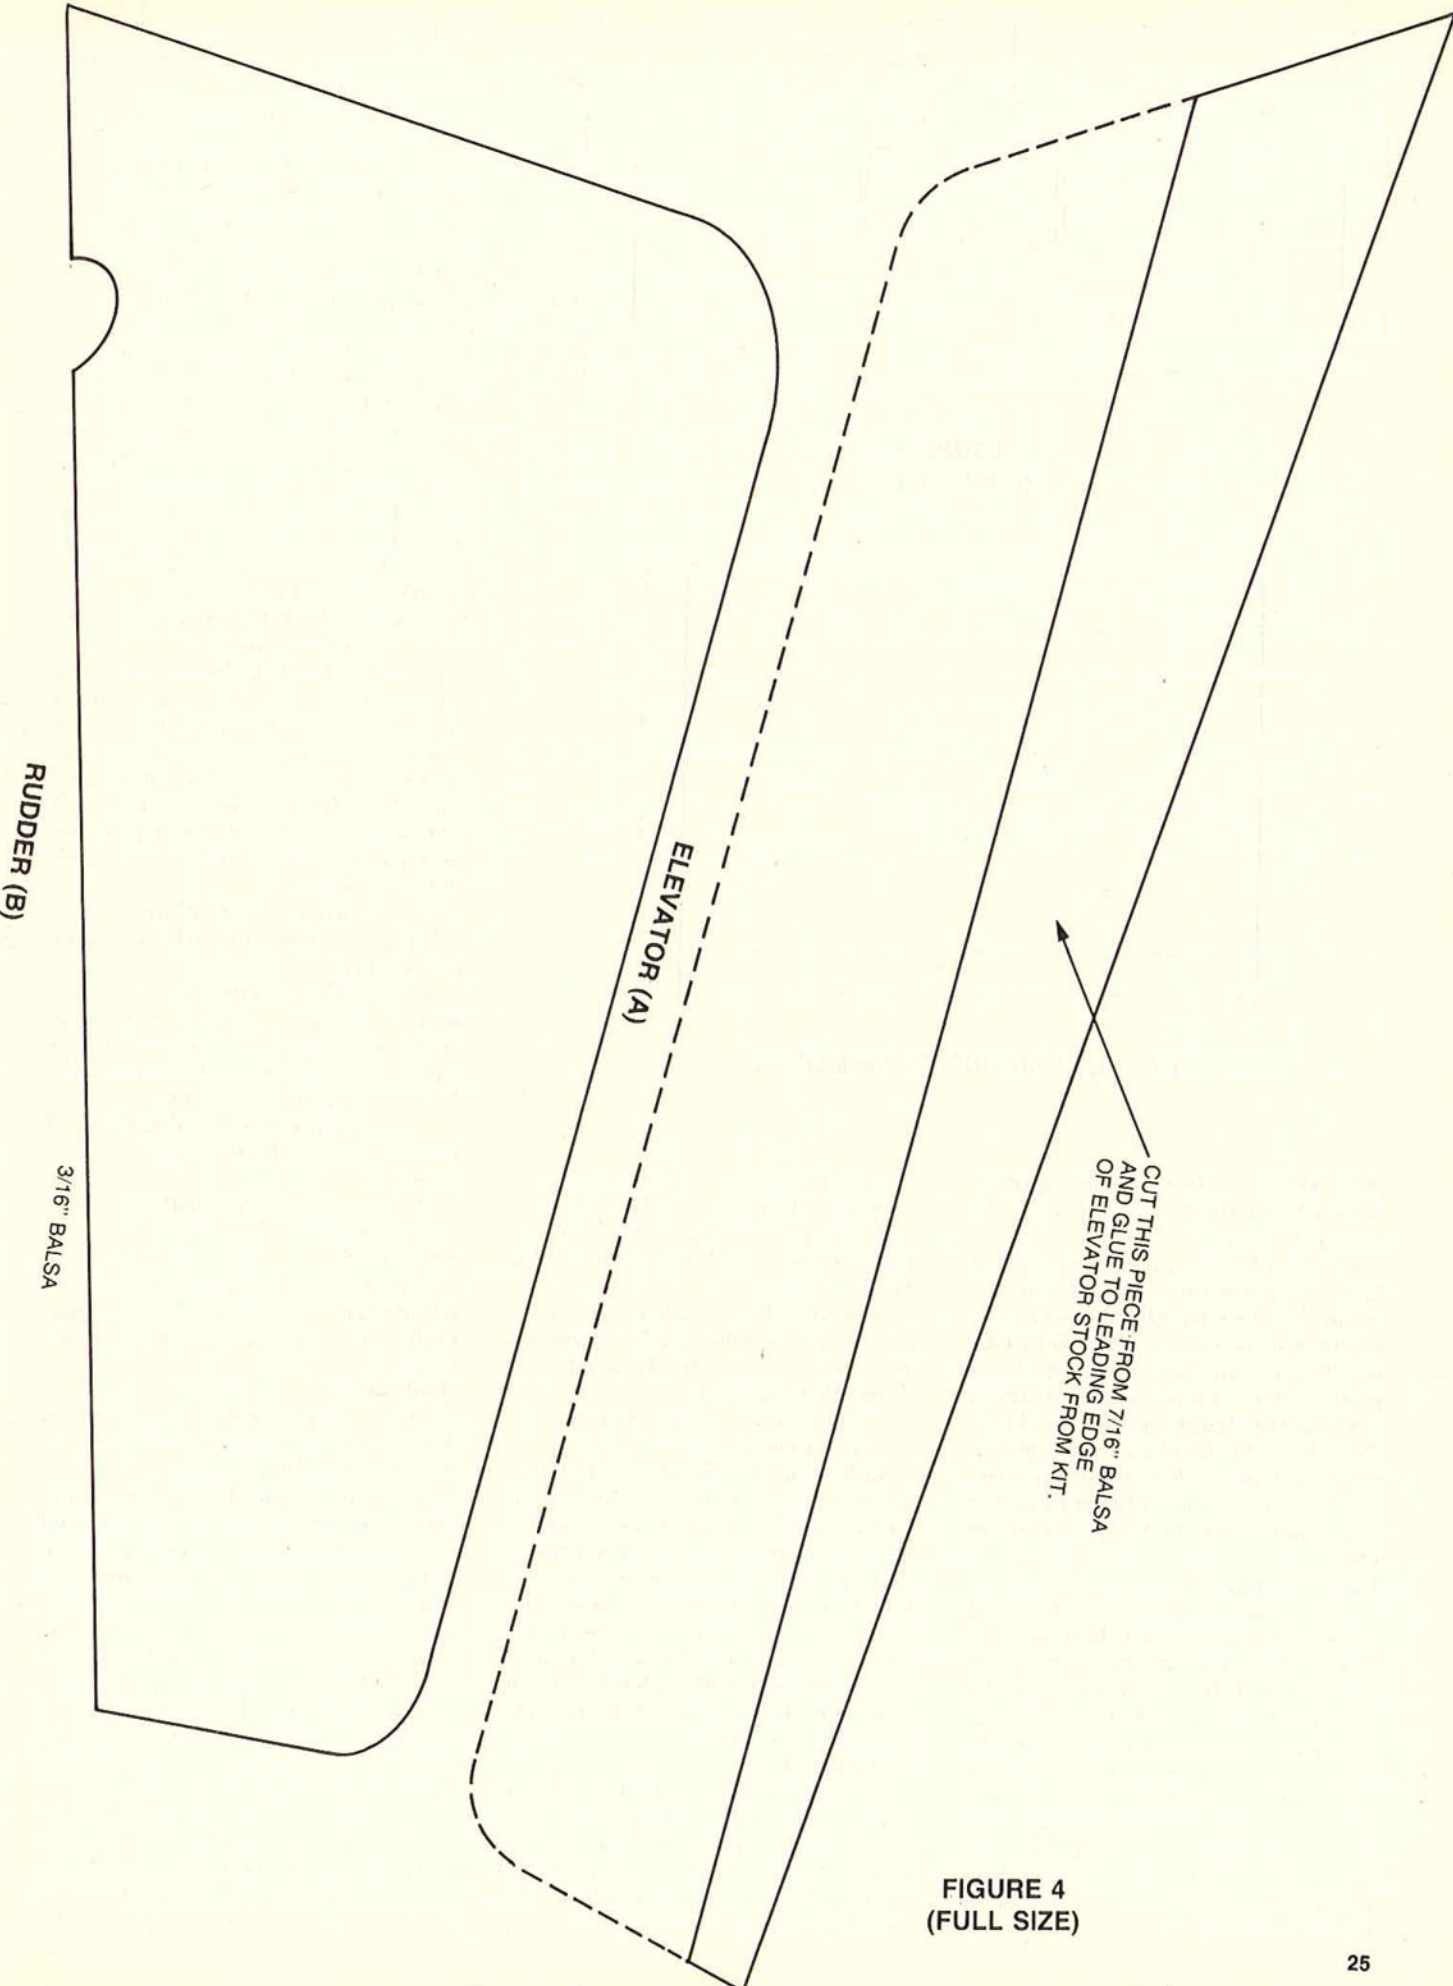 RUDDER (B)
3/16" BALSA
ELEVATOR (A)
CUT THIS PIECE FROM 7/16" BALSA
AND GLUE TO LEADING EDGE
OF ELEVATOR STOCK FROM KIT.
FIGURE 4
(FULL SIZE)
25